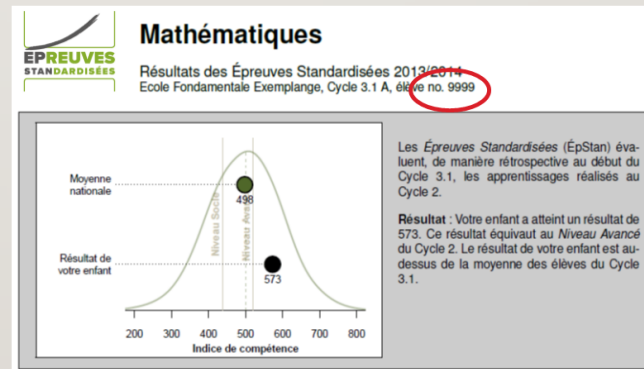 ÉPREUVES
STANDARDISÉES
Mathématiques
Résultats des Épreuves Standardisées 2013/2014
Ecole Fondamentale Exemplange, Cycle 3.1 A, élève no. 9999
Moyenne
nationale
498
Niveau Socle
Niveau Ava
Résultat de
votre enfant
573
200 300 400 500 600 700 800
Indice de compétence
Les Épreuves Standardisées (ÉpStan) éva-
luent, de manière rétrospective au début du
Cycle 3.1, les apprentissages réalisés au
Cycle 2.
Résultat : Votre enfant a atteint un résultat de
573. Ce résultat équivaut au Niveau Avancé
du Cycle 2. Le résultat de votre enfant est au-
dessus de la moyenne des élèves du Cycle
3.1.